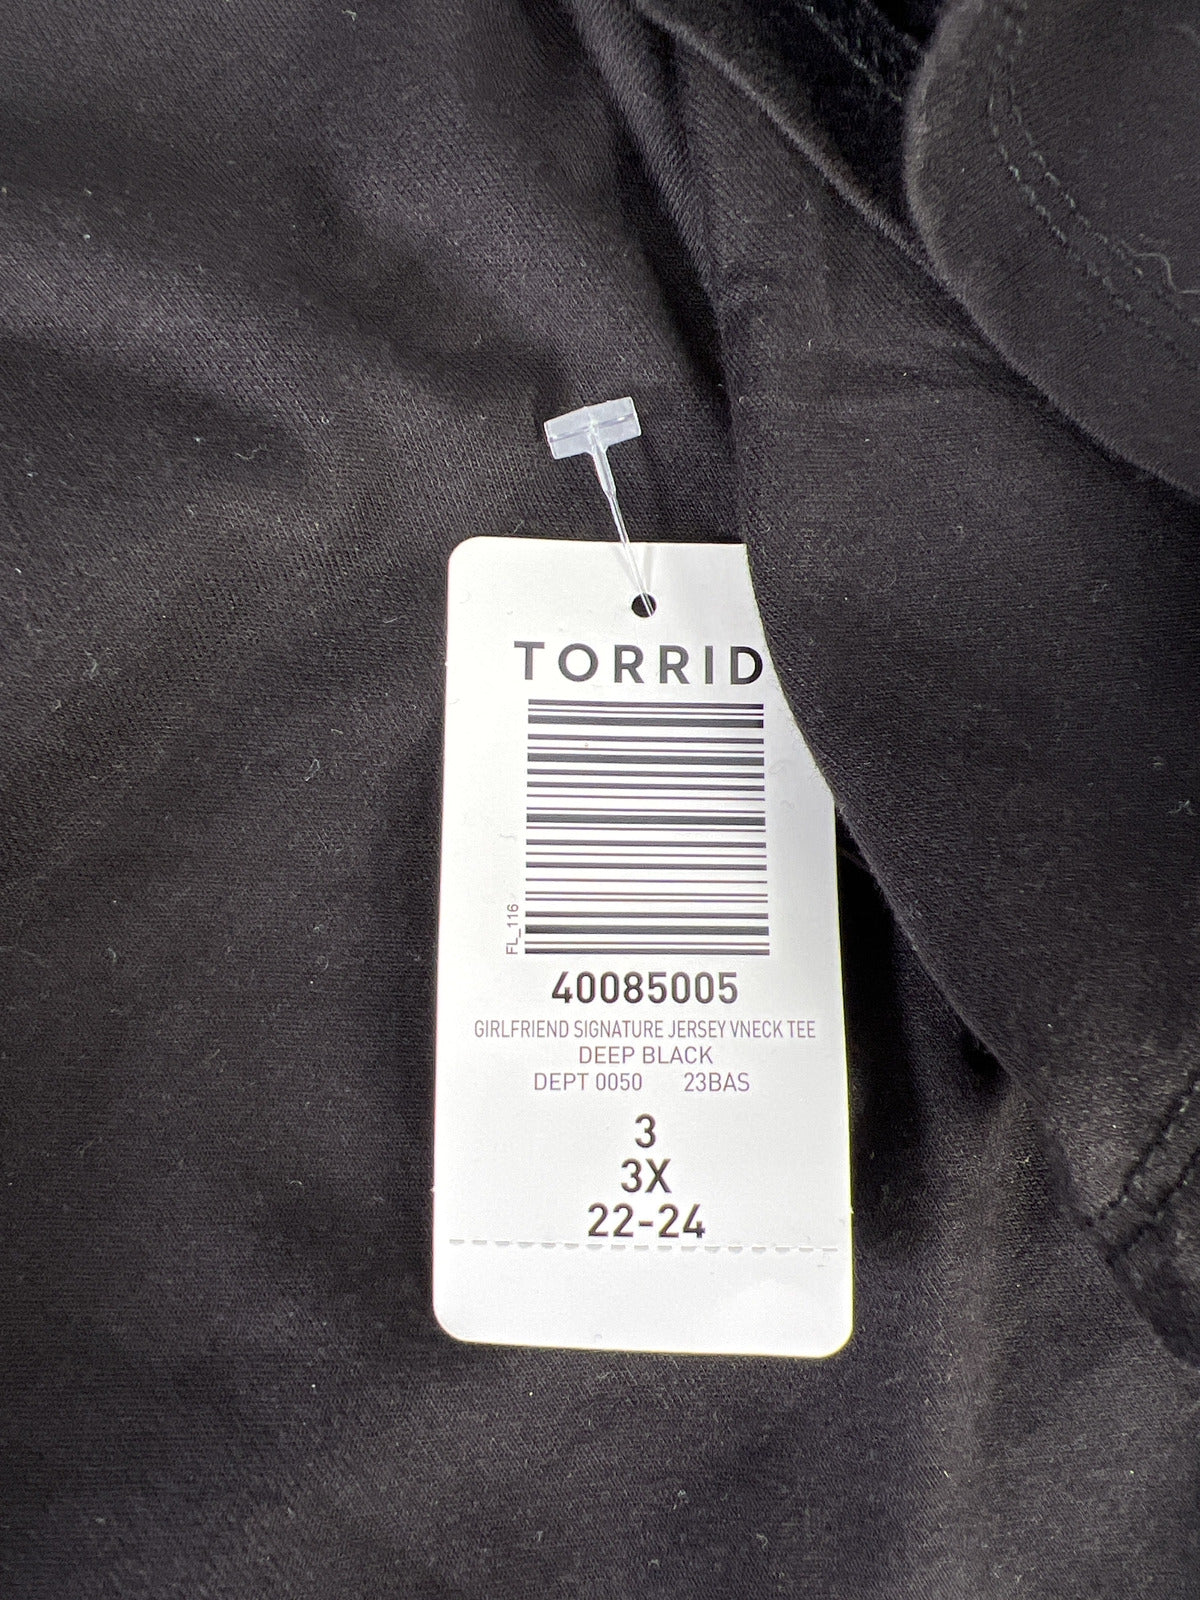 TORRID
FL_116
40085005
GIRLFRIEND SIGNATURE JERSEY VNECK TEE
DEEP BLACK
DEPT 0050 23BAS
3
3X
22-24